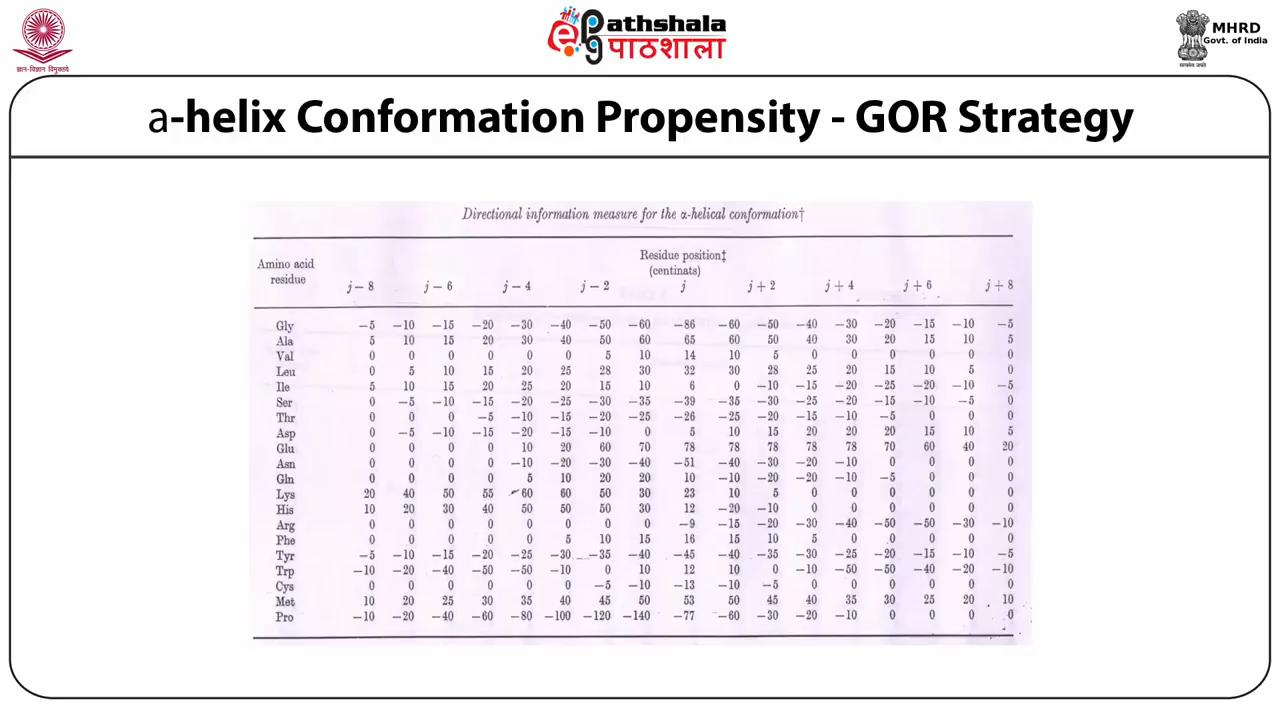 ज्ञान-विज्ञान विमुक्तये
ePG Pathshala
पाठशाला
MHRD
Govt. of India
सत्यमेव जयते
a-helix Conformation Propensity - GOR Strategy
Directional information measure for the α-helical conformation†
Amino acid residue
Residue position‡
(centinats)
j − 8 j − 6 j − 4 j − 2 j j + 2 j + 4 j + 6 j + 8
Gly −5 −10 −15 −20 −30 −40 −50 −60 −86 −60 −50 −40 −30 −20 −15 −10 −5
Ala 5 10 15 20 30 40 50 60 65 60 50 40 30 20 15 10 5
Val 0 0 0 0 0 0 5 10 14 10 5 0 0 0 0 0 0
Leu 0 5 10 15 20 25 28 30 32 30 28 25 20 15 10 5 0
Ile 5 10 15 20 25 20 15 10 6 0 −10 −15 −20 −25 −20 −10 −5
Ser 0 −5 −10 −15 −20 −25 −30 −35 −39 −35 −30 −25 −20 −15 −10 −5 0
Thr 0 0 0 −5 −10 −15 −20 −25 −26 −25 −20 −15 −10 −5 0 0 0
Asp 0 −5 −10 −15 −20 −15 −10 0 5 10 15 20 20 20 15 10 5
Glu 0 0 0 0 10 20 60 70 78 78 78 78 78 70 60 40 20
Asn 0 0 0 0 −10 −20 −30 −40 −51 −40 −30 −20 −10 0 0 0 0
Gln 0 0 0 0 5 10 20 20 10 −10 −20 −20 −10 −5 0 0 0
Lys 20 40 50 55 60 60 50 30 23 10 5 0 0 0 0 0 0
His 10 20 30 40 50 50 50 30 12 −20 −10 0 0 0 0 0 0
Arg 0 0 0 0 0 0 0 0 −9 −15 −20 −30 −40 −50 −50 −30 −10
Phe 0 0 0 0 0 5 10 15 16 15 10 5 0 0 0 0 0
Tyr −5 −10 −15 −20 −25 −30 −35 −40 −45 −40 −35 −30 −25 −20 −15 −10 −5
Trp −10 −20 −40 −50 −50 −10 0 10 12 10 0 −10 −50 −50 −40 −20 −10
Cys 0 0 0 0 0 0 −5 −10 −13 −10 −5 0 0 0 0 0 0
Met 10 20 25 30 35 40 45 50 53 50 45 40 35 30 25 20 10
Pro −10 −20 −40 −60 −80 −100 −120 −140 −77 −60 −30 −20 −10 0 0 0 0